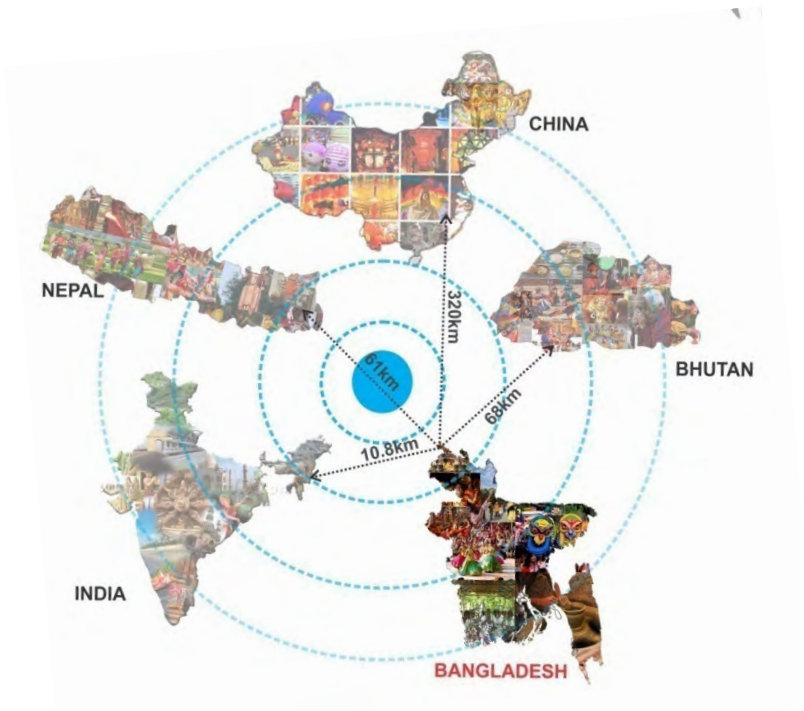 CHINA
NEPAL
320km
61km
BHUTAN
68km
10.8km
INDIA
BANGLADESH